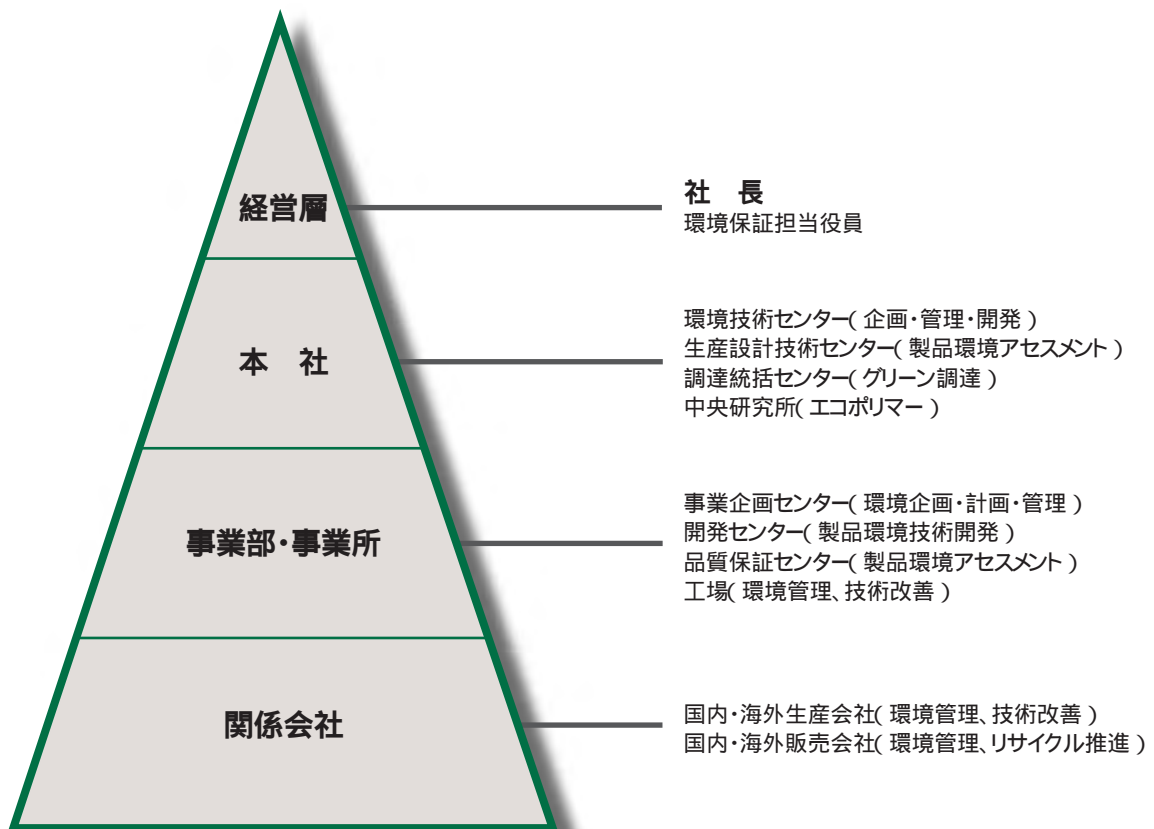 経営層
社　長
環境保証担当役員
本　社
環境技術センター( 企画・管理・開発 )
生産設計技術センター( 製品環境アセスメント )
調達統括センター( グリーン調達 )
中央研究所( エコポリマー )
事業部・事業所
事業企画センター( 環境企画・計画・管理 )
開発センター( 製品環境技術開発 )
品質保証センター( 製品環境アセスメント )
工場( 環境管理、技術改善 )
関係会社
国内・海外生産会社( 環境管理、技術改善 )
国内・海外販売会社( 環境管理、リサイクル推進 )